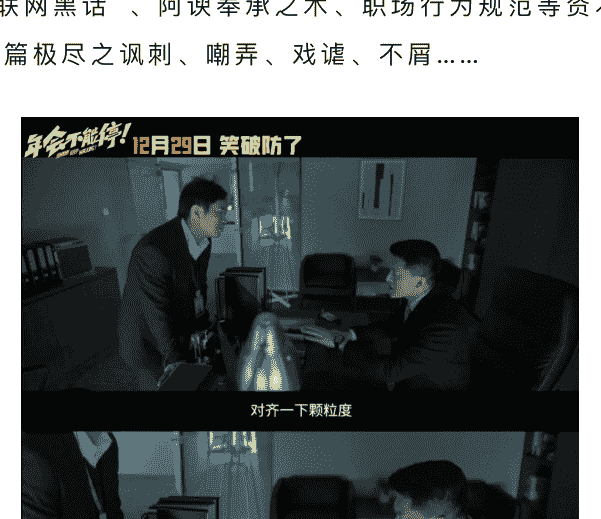 联网黑话 、阿谀奉承之术、职场行为规范等资
篇极尽之讽刺、嘲弄、戏谑、不屑……
年会不能停!
12月29日 笑破防了
对齐一下颗粒度